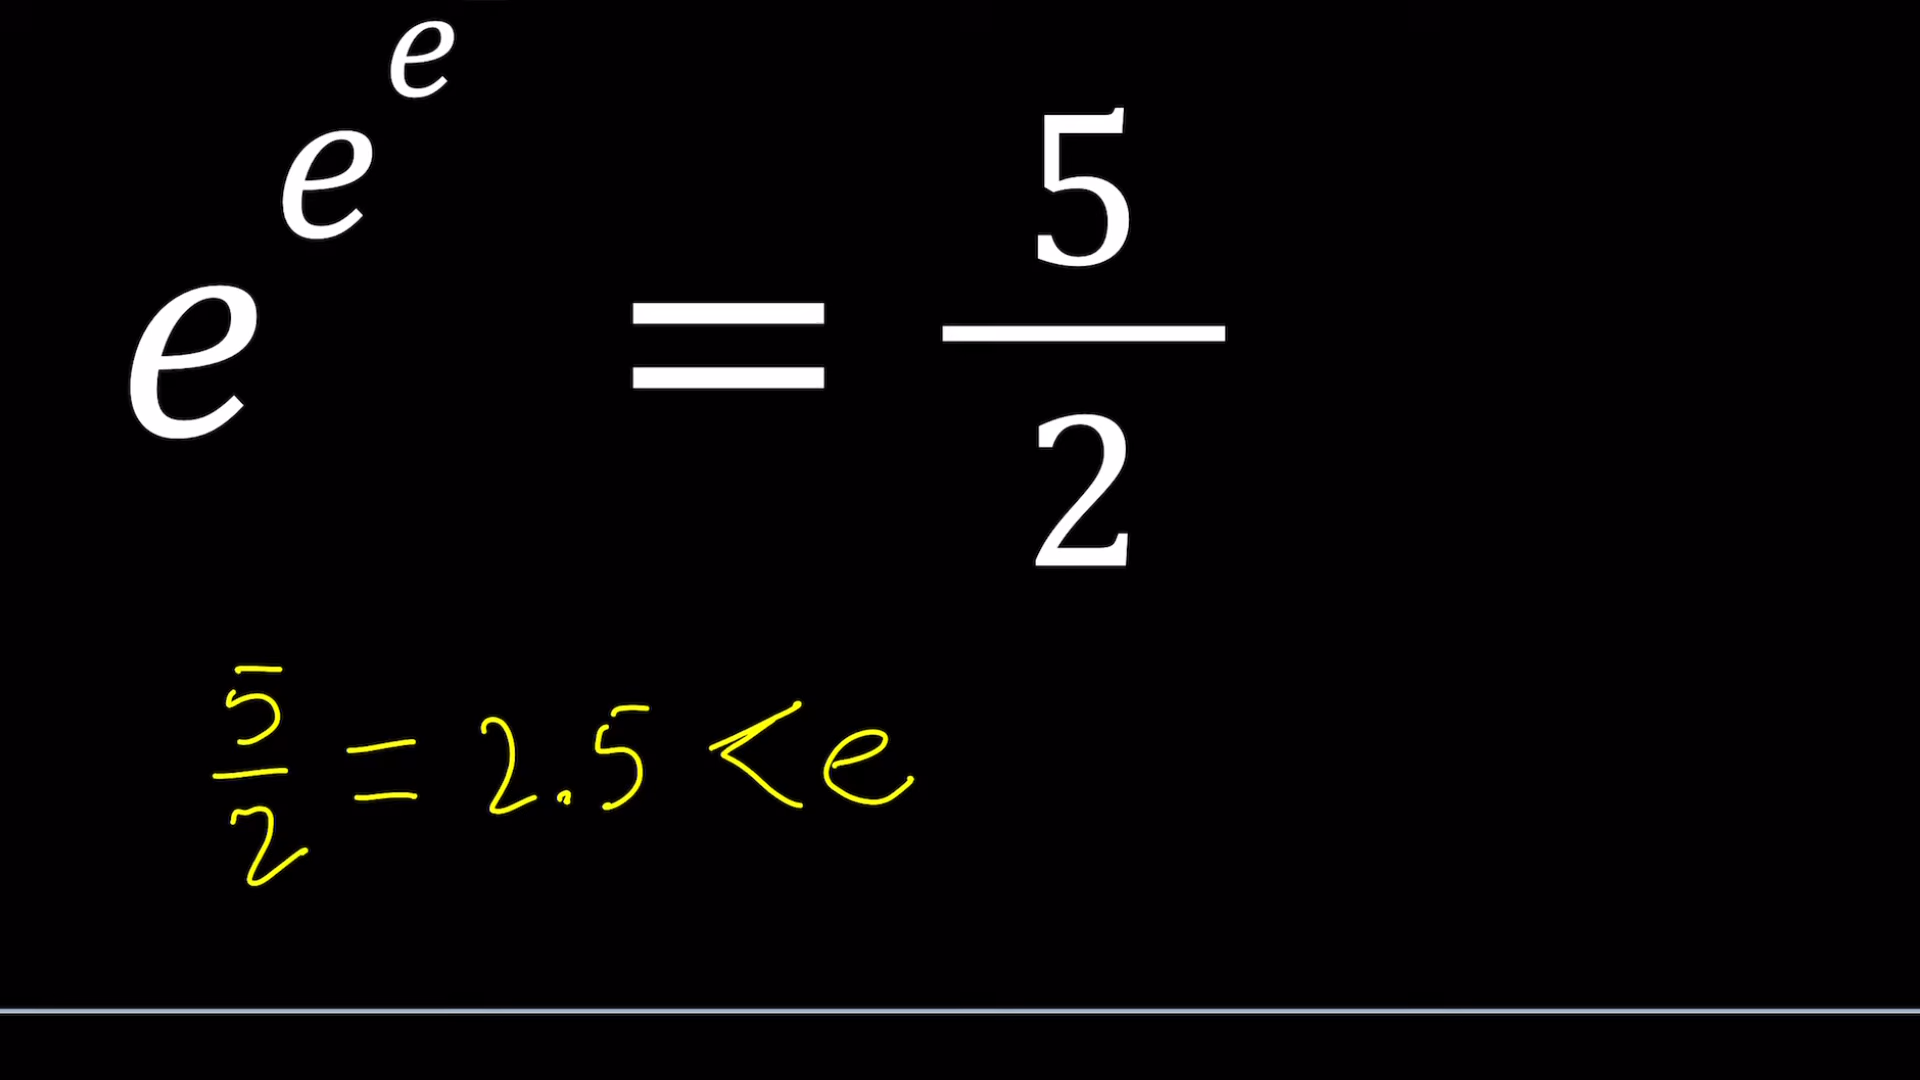 e^{e^e} = 5/2
5/2 = 2.5 < e